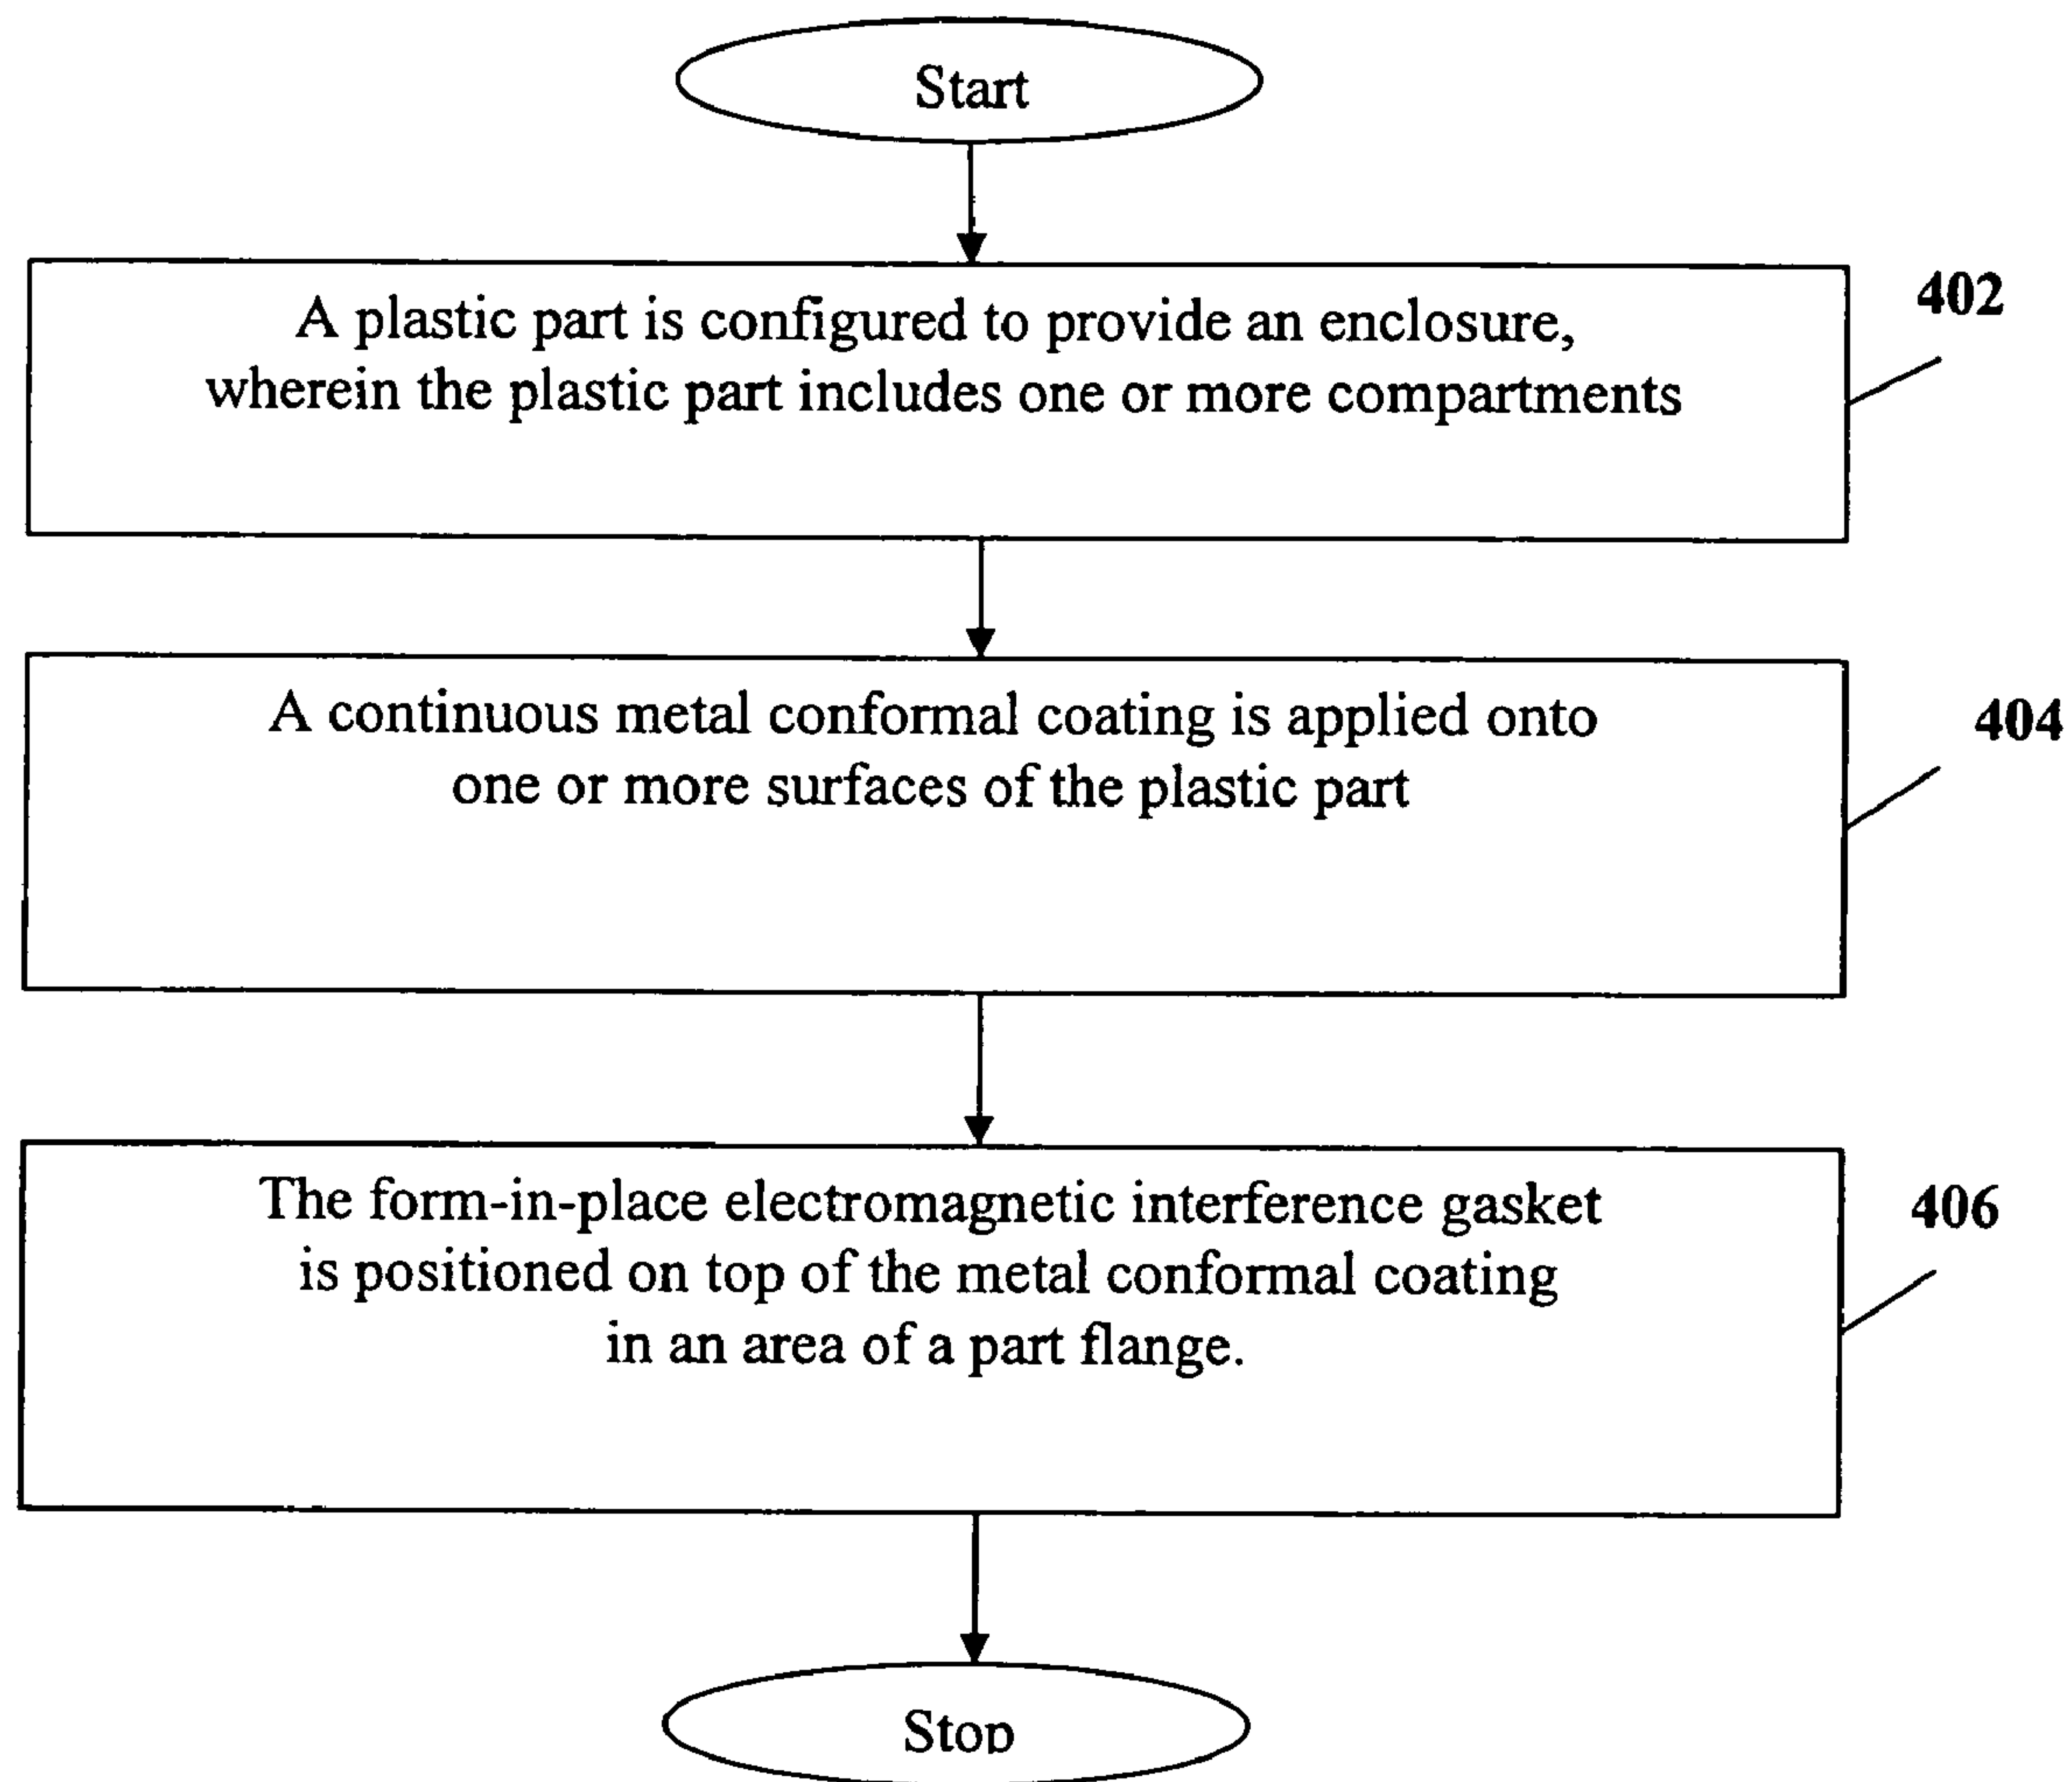 Start
402
A plastic part is configured to provide an enclosure,
wherein the plastic part includes one or more compartments
404
A continuous metal conformal coating is applied onto
one or more surfaces of the plastic part
406
The form-in-place electromagnetic interference gasket
is positioned on top of the metal conformal coating
in an area of a part flange.
Stop